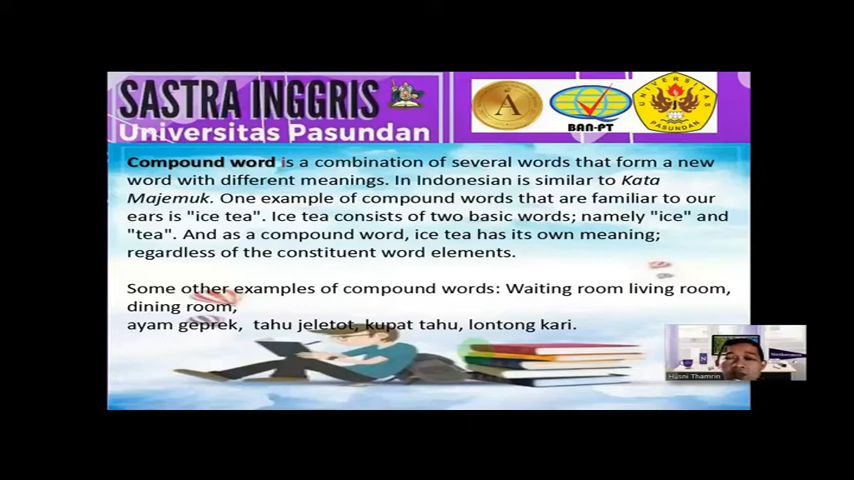 SASTRA INGGRIS
Universitas Pasundan
A
BAN-PT
UNIVERSITAS
PASUNDAN
Compound word is a combination of several words that form a new
word with different meanings. In Indonesian is similar to Kata
Majemuk. One example of compound words that are familiar to our
ears is "ice tea". Ice tea consists of two basic words; namely "ice" and
"tea". And as a compound word, ice tea has its own meaning;
regardless of the constituent word elements.
Some other examples of compound words: Waiting room living room,
dining room,
ayam geprek, tahu jeletot, kupat tahu, lontong kari.
Husni Thamrin